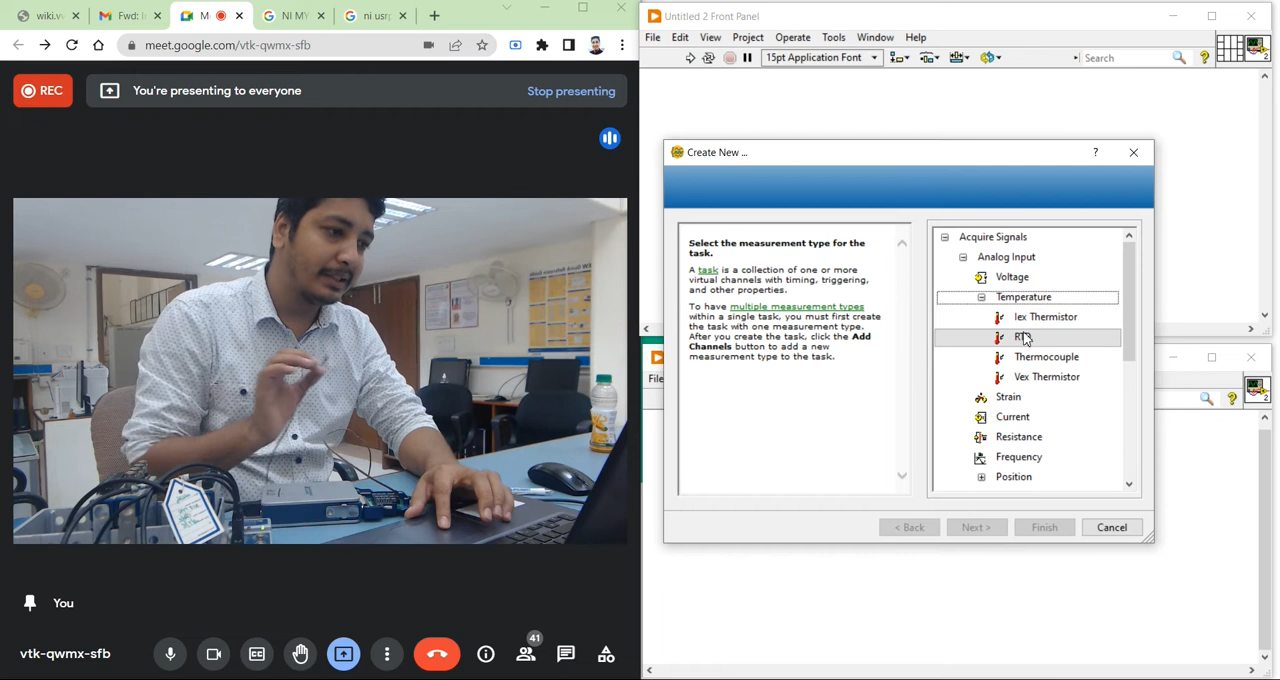 wiki.v
Fwd: I
M
NI MY
ni usr
meet.google.com/vtk-qwmx-sfb
REC
You're presenting to everyone
Stop presenting
You
vtk-qwmx-sfb
41
Untitled 2 Front Panel
File Edit View Project Operate Tools Window Help
15pt Application Font
Search
2
Create New ...
?
Select the measurement type for the
task.
A task is a collection of one or more
virtual channels with timing, triggering,
and other properties.
To have multiple measurement types
within a single task, you must first create
the task with one measurement type.
After you create the task, click the Add
Channels button to add a new
measurement type to the task.
Acquire Signals
Analog Input
Voltage
Temperature
Iex Thermistor
Thermocouple
Vex Thermistor
Strain
Current
Resistance
Frequency
Position
< Back
Next >
Finish
Cancel
File
2